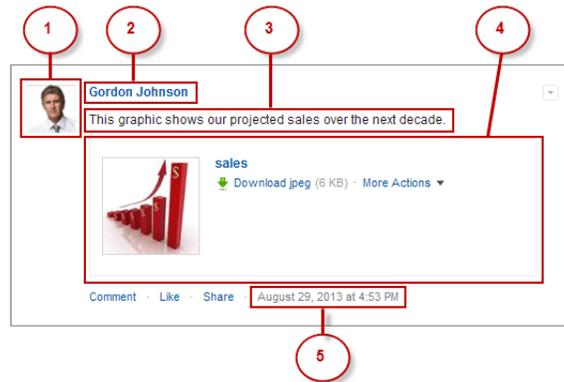 1 2 3 4
Gordon Johnson
This graphic shows our projected sales over the next decade.
sales
Download jpeg (6 KB) · More Actions
$ $
Comment · Like · Share · August 29, 2013 at 4:53 PM
5